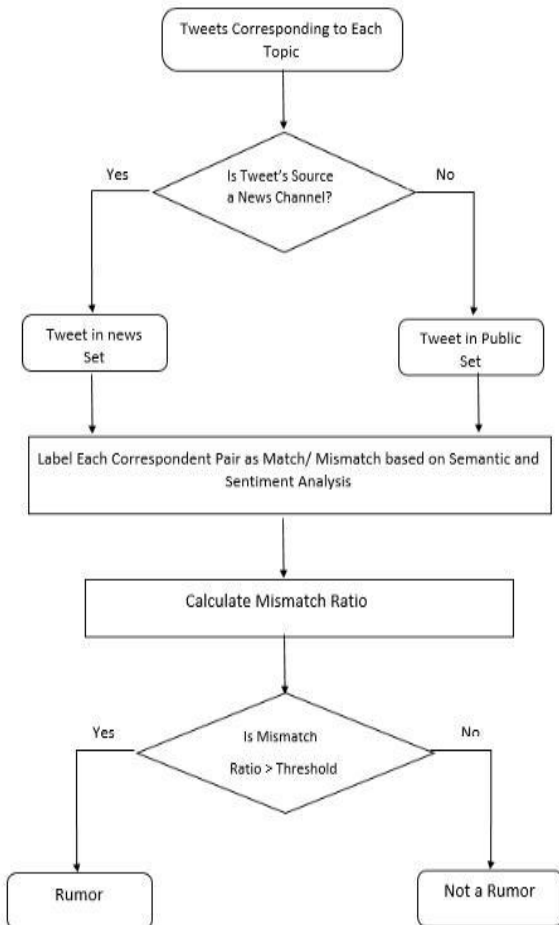 Tweets Corresponding to Each
Topic
Is Tweet's Source
a News Channel?
Yes
No
Tweet in news
Set
Tweet in Public
Set
Label Each Correspondent Pair as Match/ Mismatch based on Semantic and
Sentiment Analysis
Calculate Mismatch Ratio
Is Mismatch
Ratio > Threshold
Yes
No
Rumor
Not a Rumor